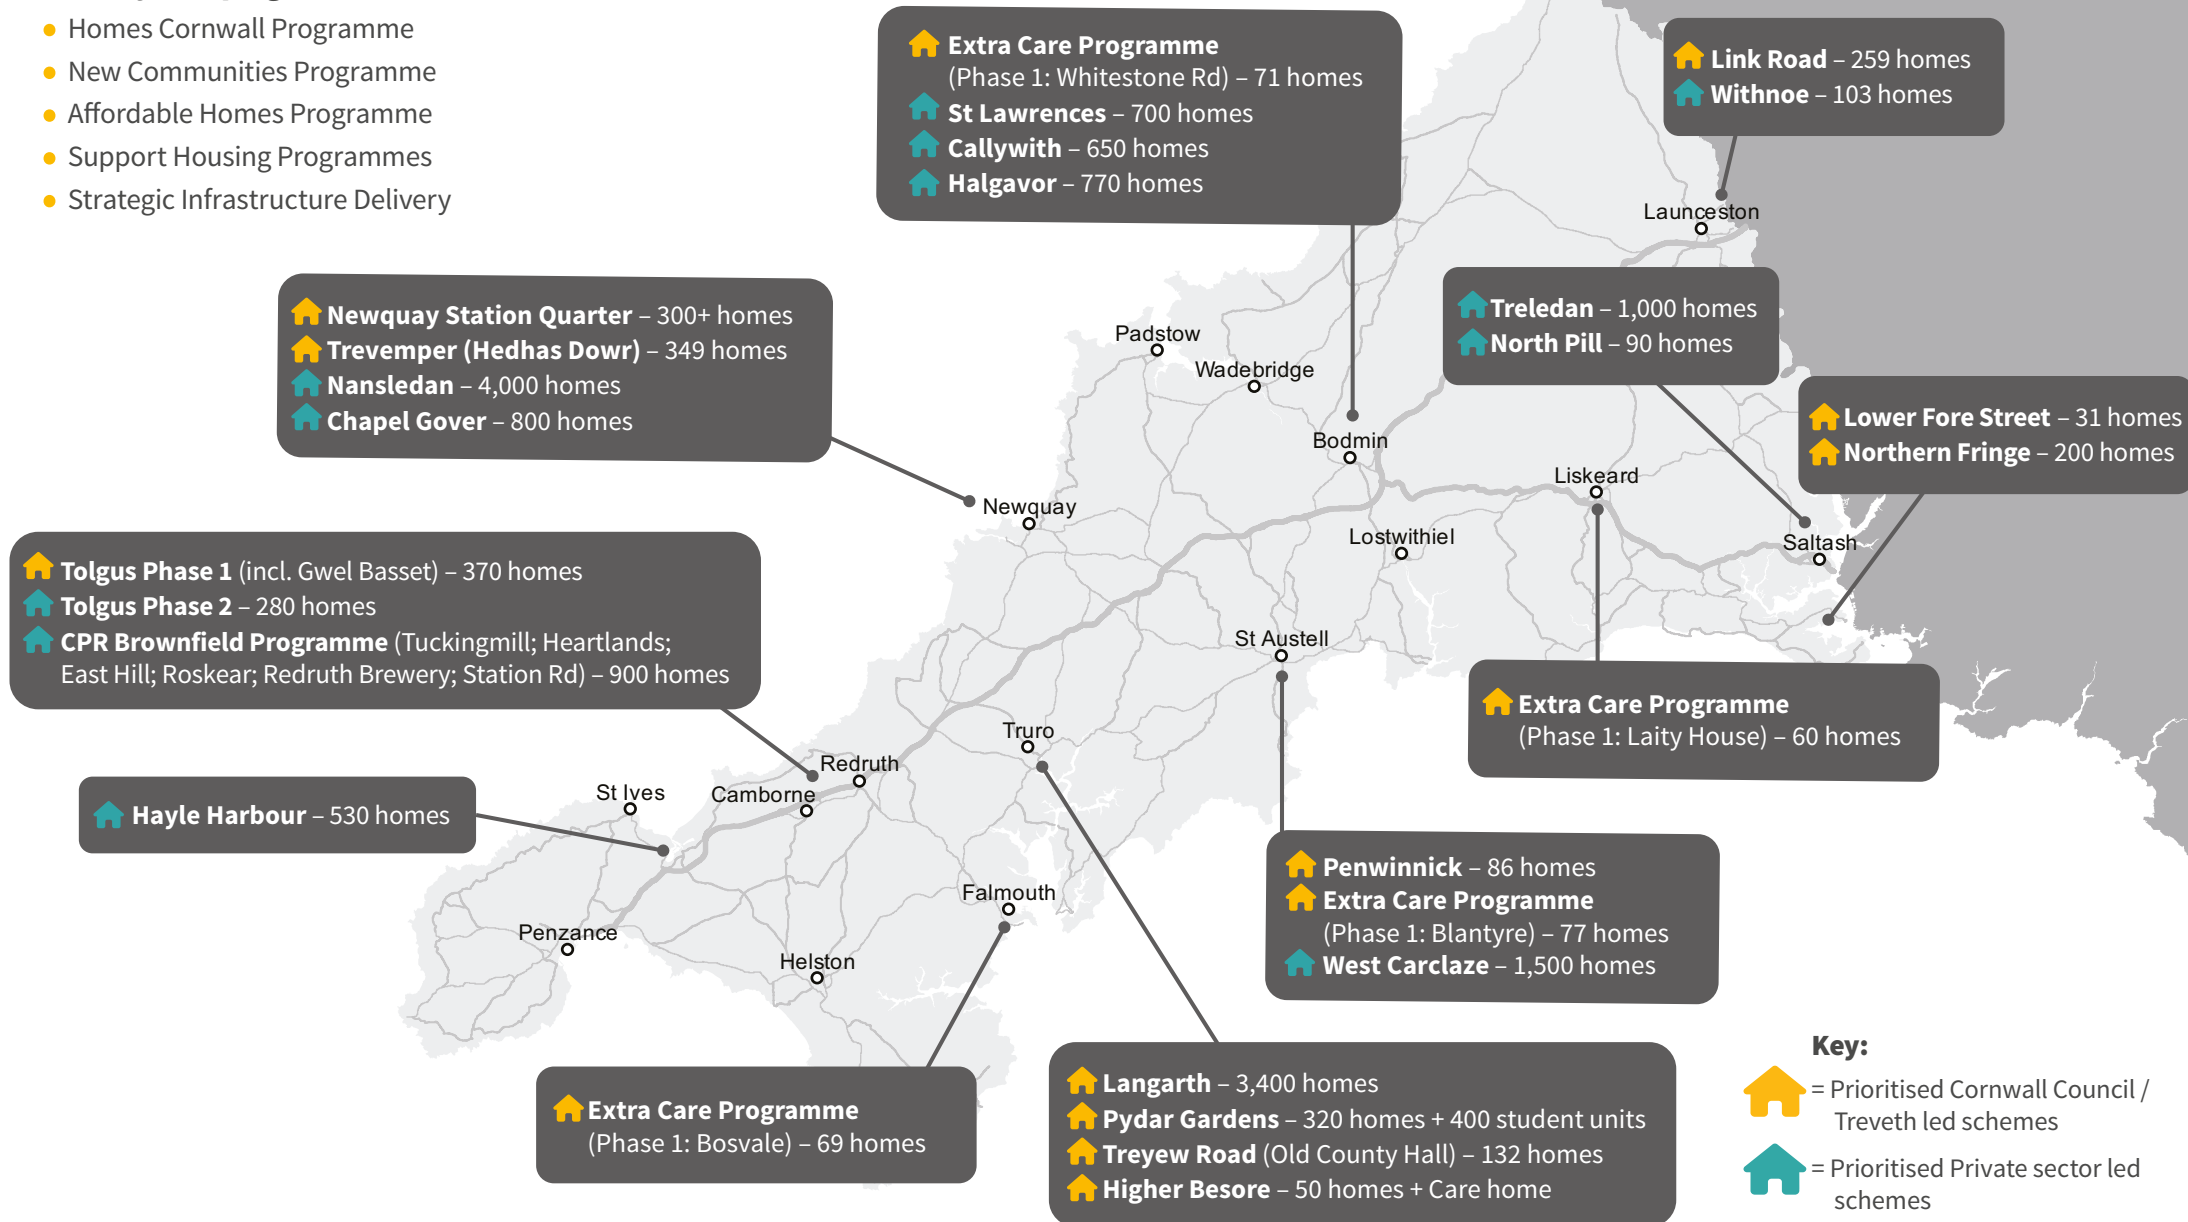 Homes Cornwall Programme
New Communities Programme
Affordable Homes Programme
Support Housing Programmes
Strategic Infrastructure Delivery
Extra Care Programme
(Phase 1: Whitestone Rd) – 71 homes
St Lawrences – 700 homes
Callywith – 650 homes
Halgavor – 770 homes
Link Road – 259 homes
Withnoe – 103 homes
Launceston
Newquay Station Quarter – 300+ homes
Trevemper (Hedhas Dowr) – 349 homes
Nansledan – 4,000 homes
Chapel Gover – 800 homes
Treledan – 1,000 homes
North Pill – 90 homes
Padstow
Wadebridge
Bodmin
Lower Fore Street – 31 homes
Northern Fringe – 200 homes
Liskeard
Newquay
Lostwithiel
Saltash
Tolgus Phase 1 (incl. Gwel Basset) – 370 homes
Tolgus Phase 2 – 280 homes
CPR Brownfield Programme (Tuckingmill; Heartlands;
East Hill; Roskear; Redruth Brewery; Station Rd) – 900 homes
St Austell
Extra Care Programme
(Phase 1: Laity House) – 60 homes
Truro
Redruth
Camborne
St Ives
Hayle Harbour – 530 homes
Falmouth
Penzance
Helston
Penwinnick – 86 homes
Extra Care Programme
(Phase 1: Blantyre) – 77 homes
West Carclaze – 1,500 homes
Extra Care Programme
(Phase 1: Bosvale) – 69 homes
Langarth – 3,400 homes
Pydar Gardens – 320 homes + 400 student units
Treyew Road (Old County Hall) – 132 homes
Higher Besore – 50 homes + Care home
Key:
= Prioritised Cornwall Council /
Treveth led schemes
= Prioritised Private sector led
schemes